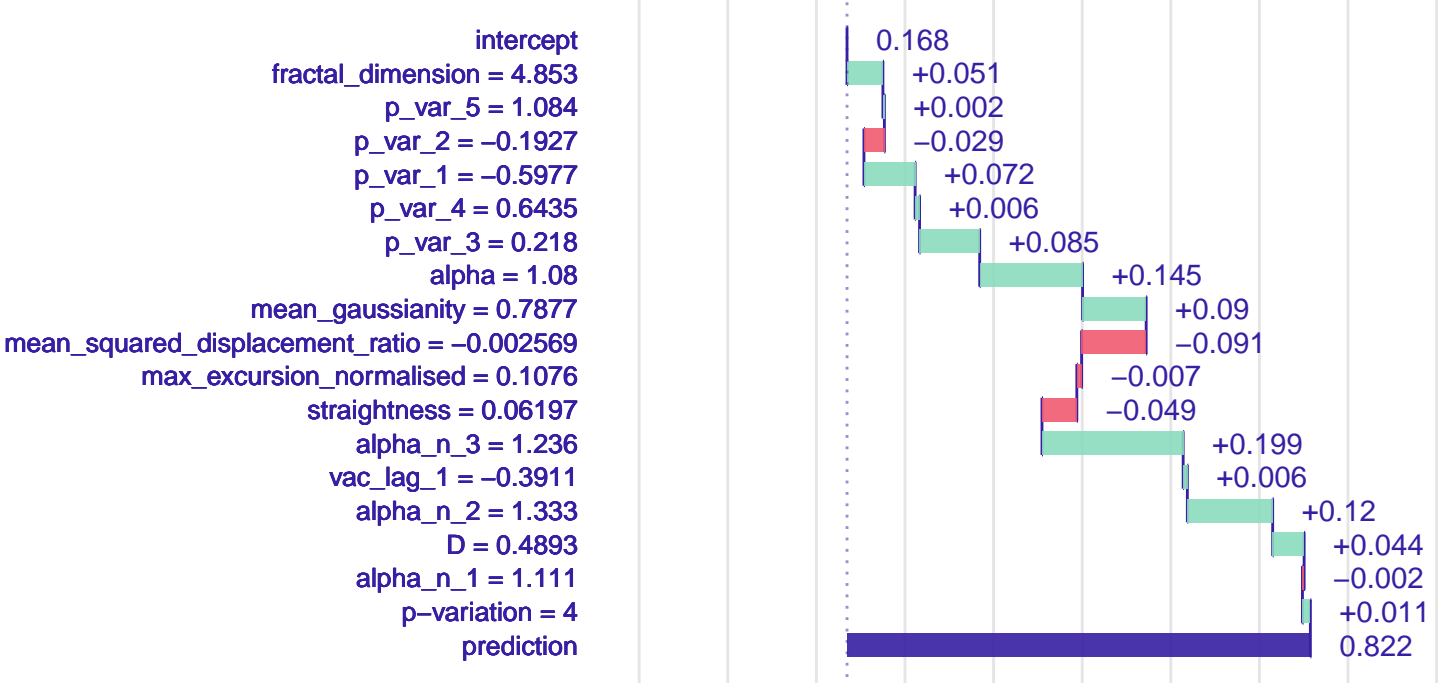 intercept 0.168
fractal_dimension = 4.853 +0.051
p_var_5 = 1.084 +0.002
p_var_2 = −0.1927 −0.029
p_var_1 = −0.5977 +0.072
p_var_4 = 0.6435 +0.006
p_var_3 = 0.218 +0.085
alpha = 1.08 +0.145
mean_gaussianity = 0.7877 +0.09
mean_squared_displacement_ratio = −0.002569 −0.091
max_excursion_normalised = 0.1076 −0.007
straightness = 0.06197 −0.049
alpha_n_3 = 1.236 +0.199
vac_lag_1 = −0.3911 +0.006
alpha_n_2 = 1.333 +0.12
D = 0.4893 +0.044
alpha_n_1 = 1.111 −0.002
p−variation = 4 +0.011
prediction 0.822